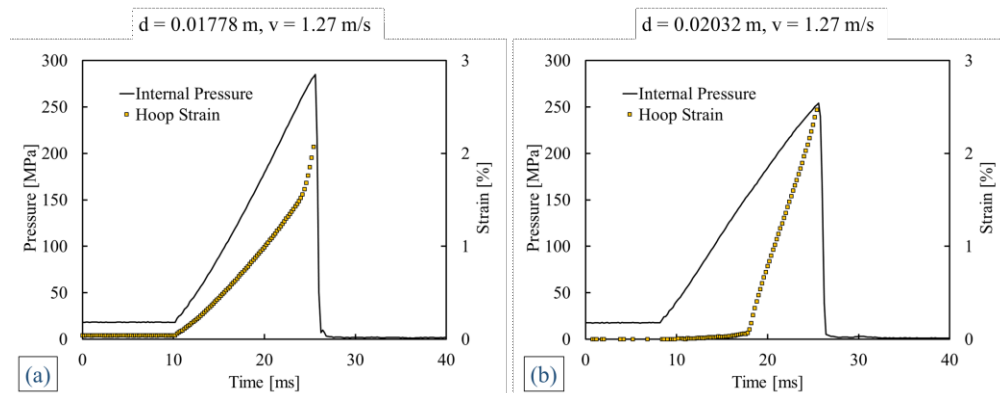 d = 0.01778 m, v = 1.27 m/s
300
250
200
150
100
50
0
Pressure [MPa]
Internal Pressure
Hoop Strain
3
2
1
0
Strain [%]
0 10 20 30 40
Time [ms]
(a)
d = 0.02032 m, v = 1.27 m/s
300
250
200
150
100
50
0
Pressure [MPa]
Internal Pressure
Hoop Strain
3
2
1
0
Strain [%]
0 10 20 30 40
Time [ms]
(b)